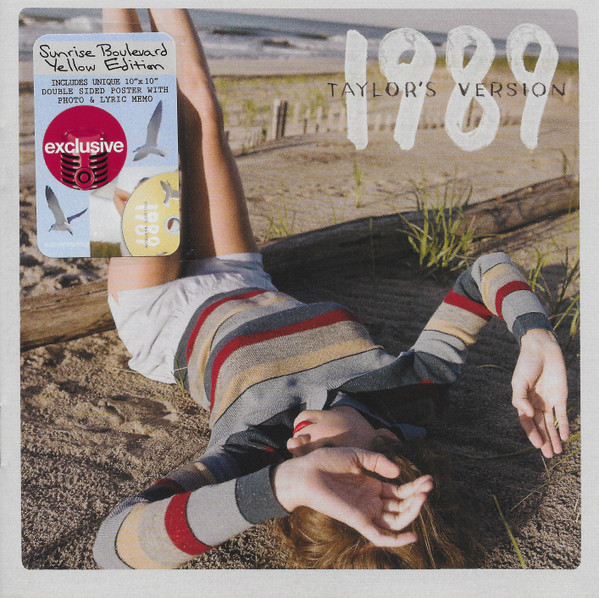 Sunrise Boulevard
Yellow Edition
INCLUDES UNIQUE 10"x10"
DOUBLE SIDED POSTER WITH
PHOTO & LYRIC MEMO
exclusive
1989
1989
TAYLOR'S VERSION